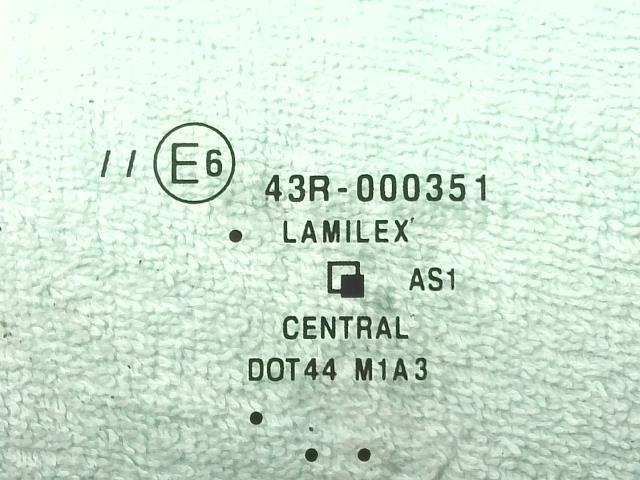 // E6
43R-000351
LAMILEX
AS1
CENTRAL
DOT44 M1A3